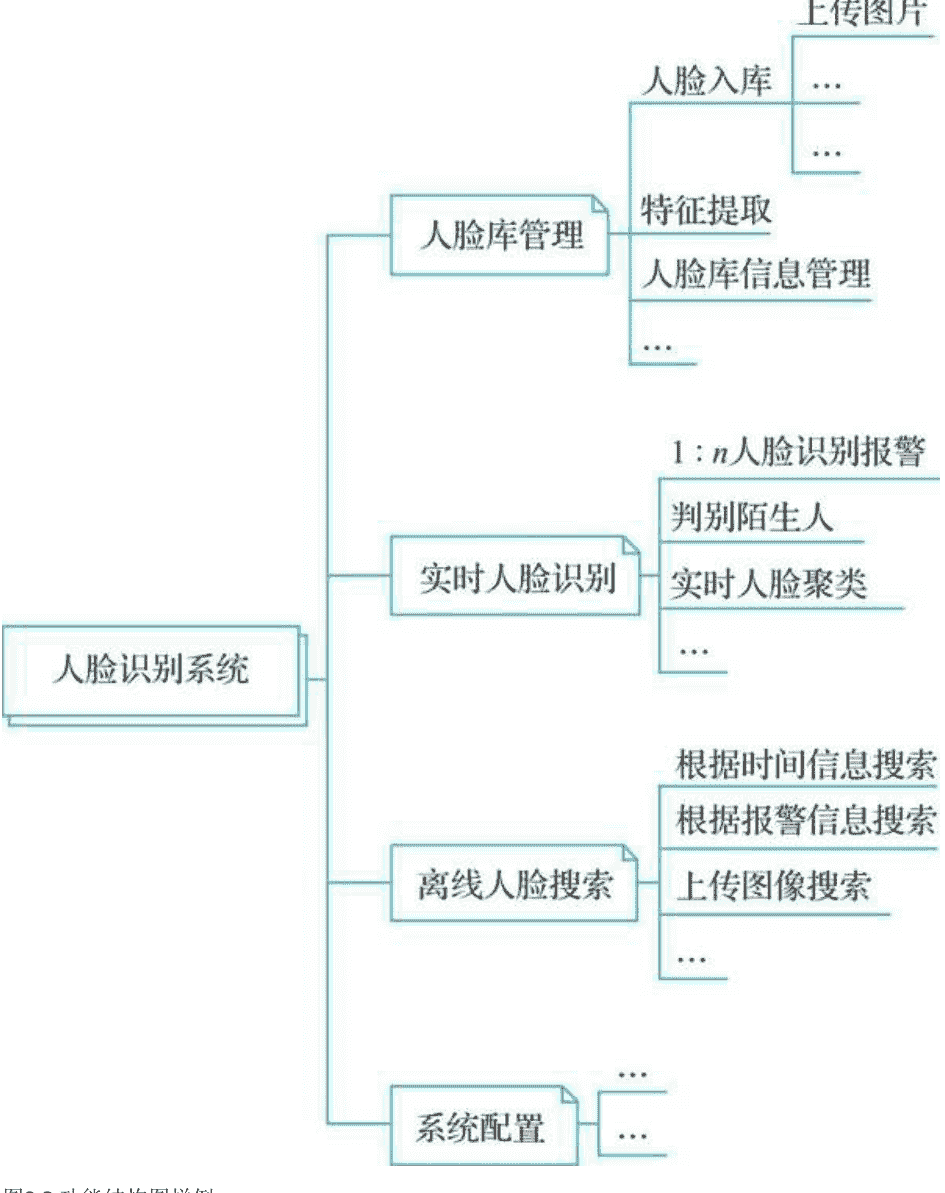 上传图片
人脸入库
…
…
人脸库管理
特征提取
人脸库信息管理
…
1:n人脸识别报警
判别陌生人
实时人脸识别
实时人脸聚类
…
人脸识别系统
根据时间信息搜索
根据报警信息搜索
离线人脸搜索
上传图像搜索
…
…
系统配置
…